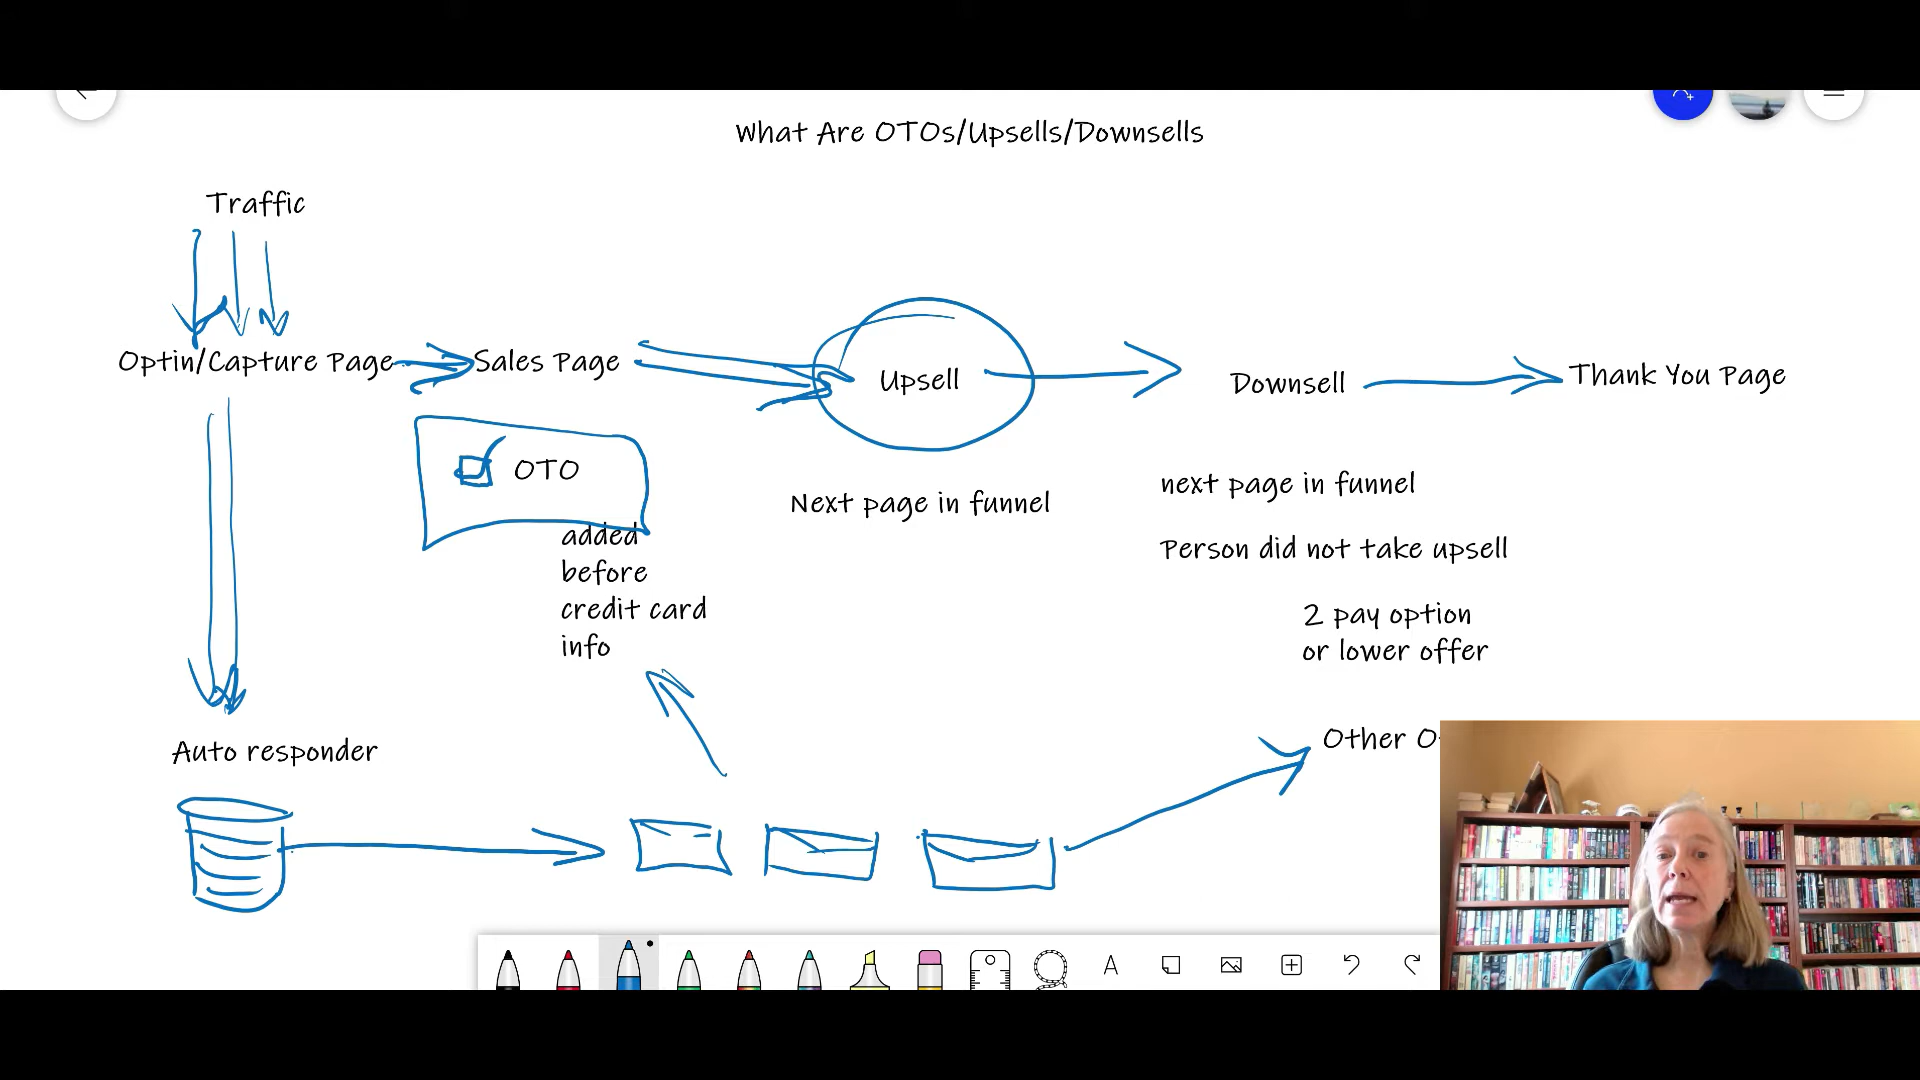 What Are OTOs/Upsells/Downsells
Traffic
Optin/Capture Page
Sales Page
Upsell
Downsell
Thank You Page
OTO
added
before
credit card
info
Next page in funnel
next page in funnel
Person did not take upsell
2 pay option
or lower offer
Auto responder
Other